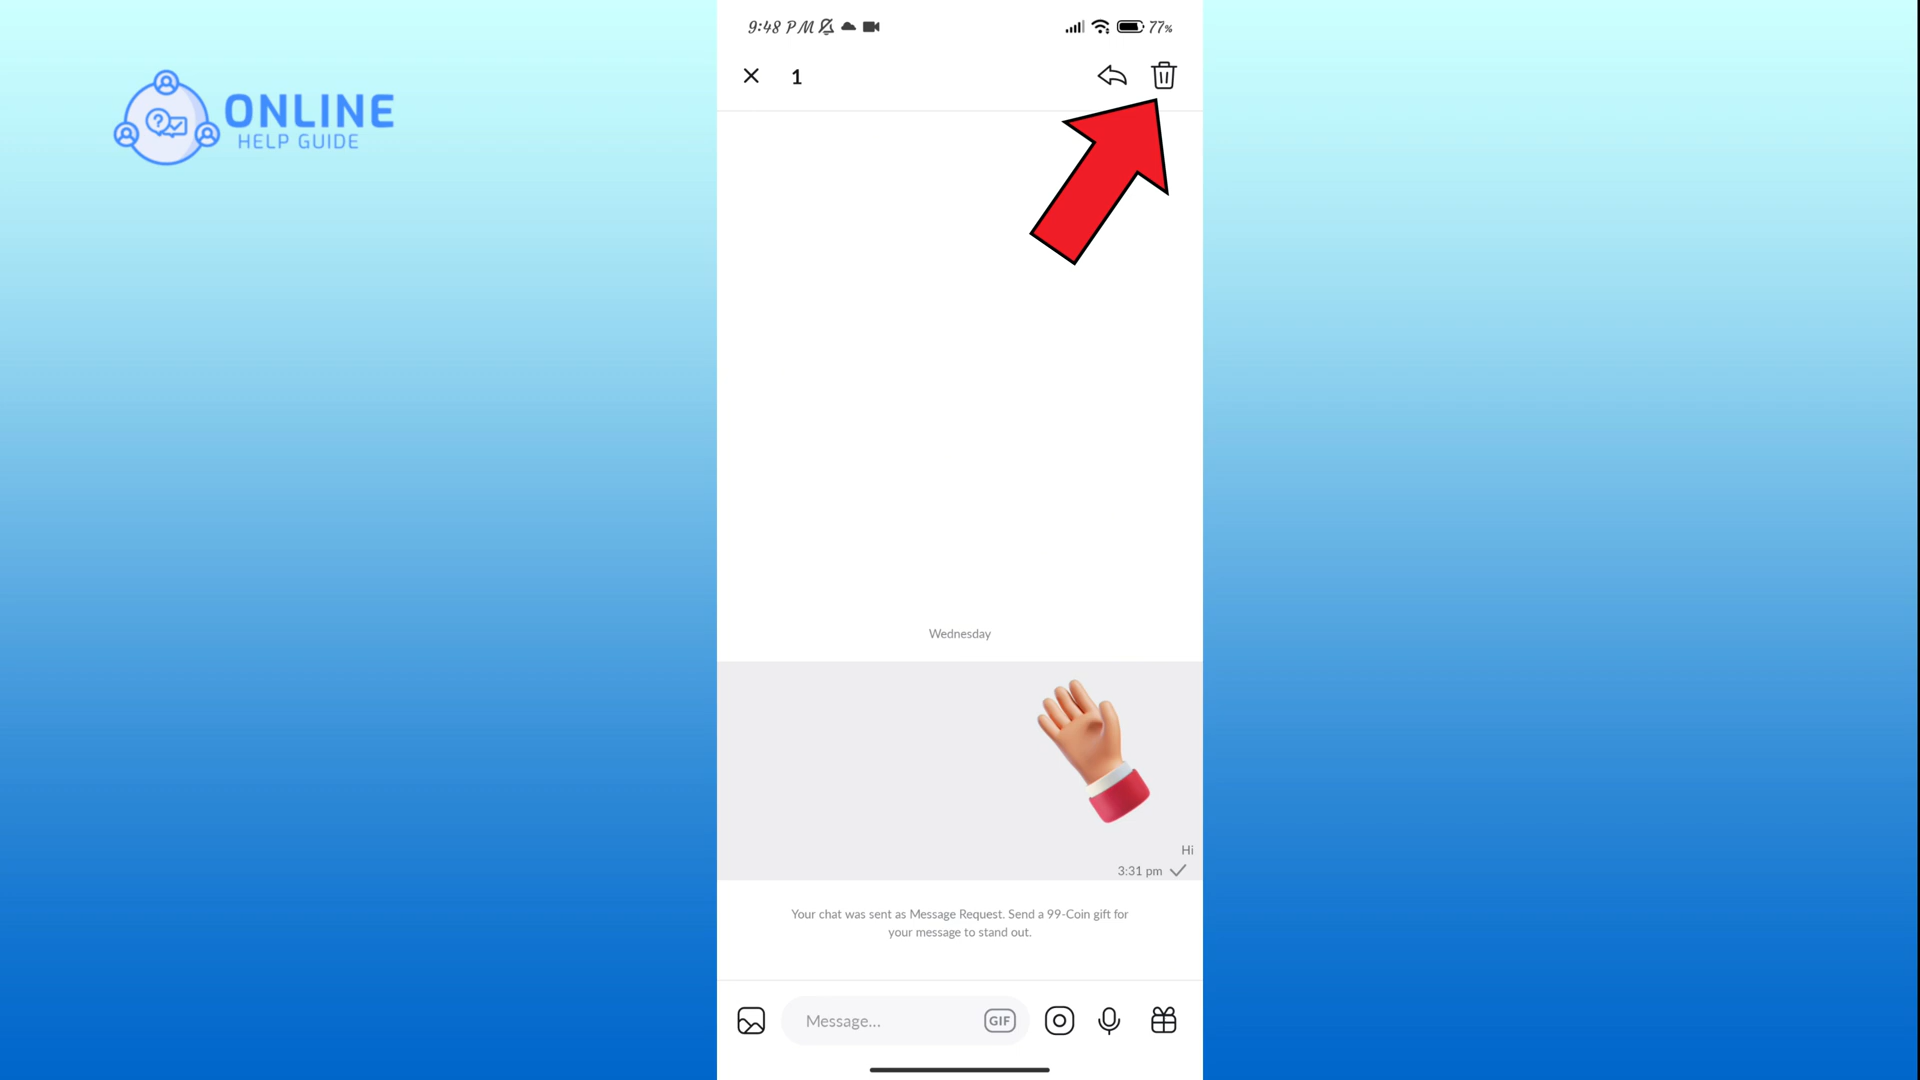 ONLINE
HELP GUIDE
9:48 PM
77%
1
Wednesday
Hi
3:31 pm
Your chat was sent as Message Request. Send a 99-Coin gift for
your message to stand out.
Message...
GIF